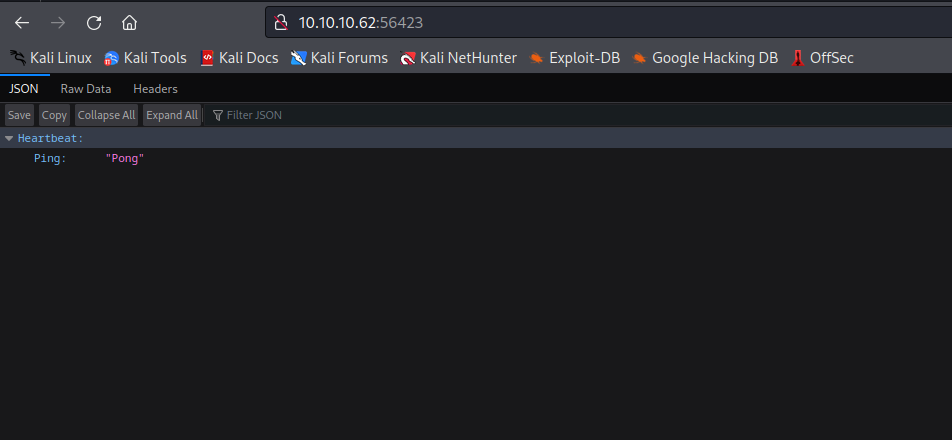 10.10.10.62:56423
Kali Linux Kali Tools Kali Docs Kali Forums Kali NetHunter Exploit-DB Google Hacking DB OffSec
JSON Raw Data Headers
Save Copy Collapse All Expand All Filter JSON
Heartbeat:
Ping: "Pong"